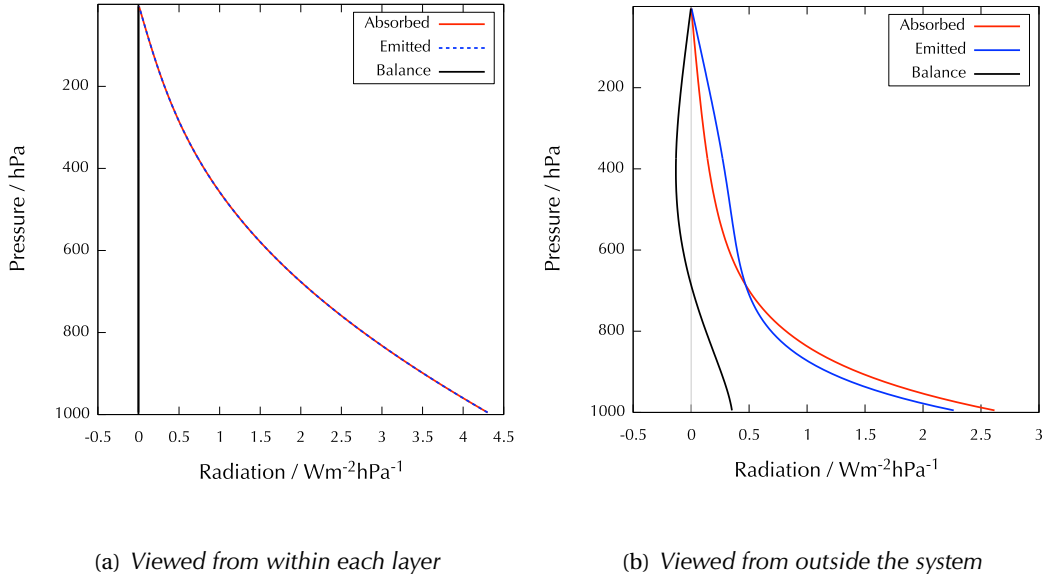 Absorbed
Emitted
Balance
200
400
600
800
1000
-0.5 0 0.5 1 1.5 2 2.5 3 3.5 4 4.5
Pressure / hPa
Radiation / Wm-2hPa-1
(a) Viewed from within each layer
Absorbed
Emitted
Balance
200
400
600
800
1000
-0.5 0 0.5 1 1.5 2 2.5 3
Pressure / hPa
Radiation / Wm-2hPa-1
(b) Viewed from outside the system